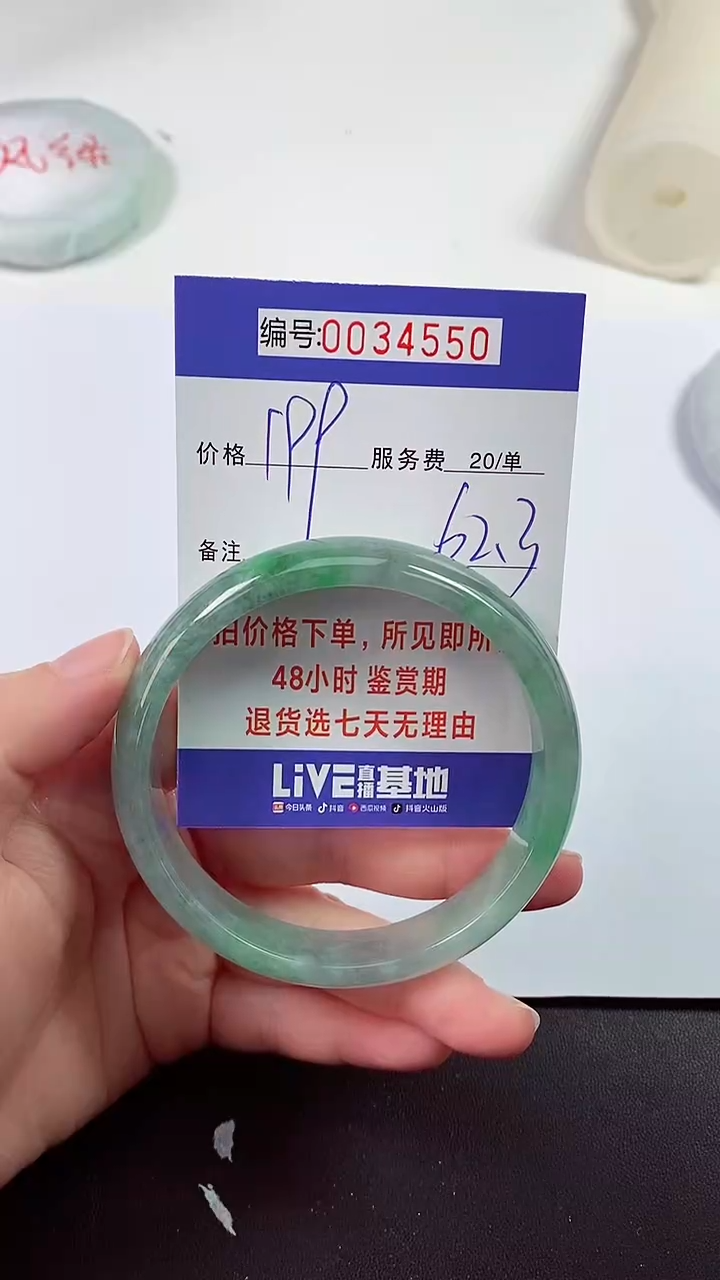 风绿
编号:0034550
价格 199 服务费 20/单
备注 62.3
拍价格下单，所见即所
48小时 鉴赏期
退货选七天无理由
LiVE直播基地
今日头条 抖音 西瓜视频 抖音火山版